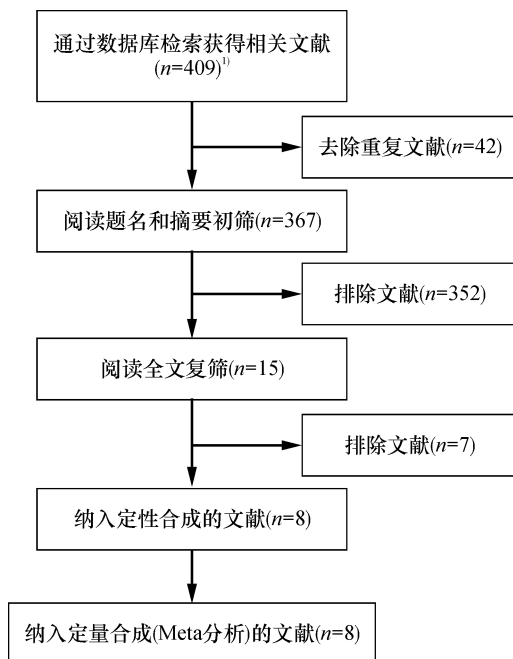 通过数据库检索获得相关文献
(n=409)1)
去除重复文献(n=42)
阅读题名和摘要初筛(n=367)
排除文献(n=352)
阅读全文复筛(n=15)
排除文献(n=7)
纳入定性合成的文献(n=8)
纳入定量合成(Meta分析)的文献(n=8)